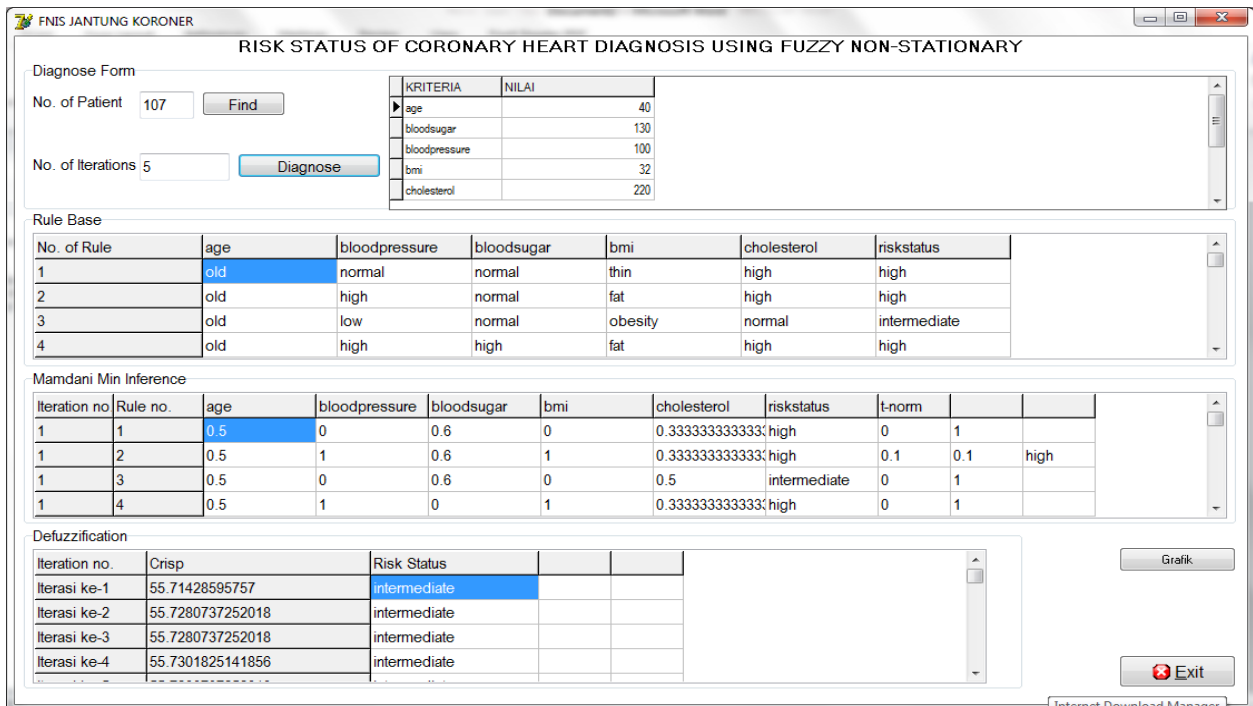 FNIS JANTUNG KORONER
RISK STATUS OF CORONARY HEART DIAGNOSIS USING FUZZY NON-STATIONARY
Diagnose Form
No. of Patient 107 Find
No. of Iterations 5 Diagnose
KRITERIA NILAI
age 40
bloodsugar 130
bloodpressure 100
bmi 32
cholesterol 220
Rule Base
No. of Rule age bloodpressure bloodsugar bmi cholesterol riskstatus
1 old normal normal thin high high
2 old high normal fat high high
3 old low normal obesity normal intermediate
4 old high high fat high high
Mamdani Min Inference
Iteration no. Rule no. age bloodpressure bloodsugar bmi cholesterol riskstatus t-norm
1 1 0.5 0 0.6 0 0.333333333333 high 0 1
1 2 0.5 1 0.6 1 0.333333333333 high 0.1 0.1 high
1 3 0.5 0 0.6 0 0.5 intermediate 0 1
1 4 0.5 1 0 1 0.333333333333 high 0 1
Defuzzification
Iteration no. Crisp Risk Status
Iterasi ke-1 55.71428595757 intermediate
Iterasi ke-2 55.7280737252018 intermediate
Iterasi ke-3 55.7280737252018 intermediate
Iterasi ke-4 55.7301825141856 intermediate
Grafik
Exit
Internet Download Manager